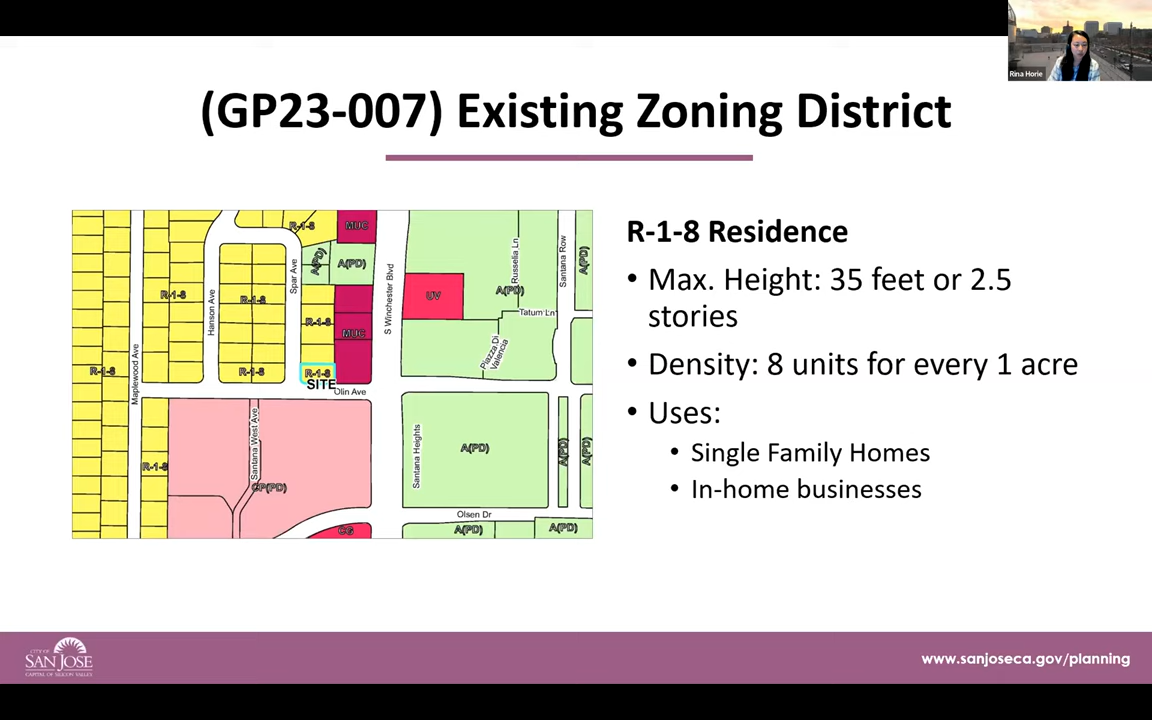 Rina Horie
(GP23-007) Existing Zoning District
R-1-8
MUC
A(PD)
A(PD)
Spar Ave
S Winchester Blvd
Russelia Ln
Santana Row
A(PD)
R-1-8
R-1-8
Hanson Ave
UV
A(PD)
Tatum Ln
R-1-8
MUC
Piazza Di
Valencia
Maplewood Ave
R-1-8
R-1-8
R-1-8
SITE
Olin Ave
Santana West Ave
Santana Heights
A(PD)
A(PD)
A(PD)
R-1-8
CP(PD)
Olsen Dr
CG
A(PD)
A(PD)
R-1-8 Residence
• Max. Height: 35 feet or 2.5
stories
• Density: 8 units for every 1 acre
• Uses:
• Single Family Homes
• In-home businesses
CITY OF
SAN JOSE
CAPITAL OF SILICON VALLEY
www.sanjoseca.gov/planning